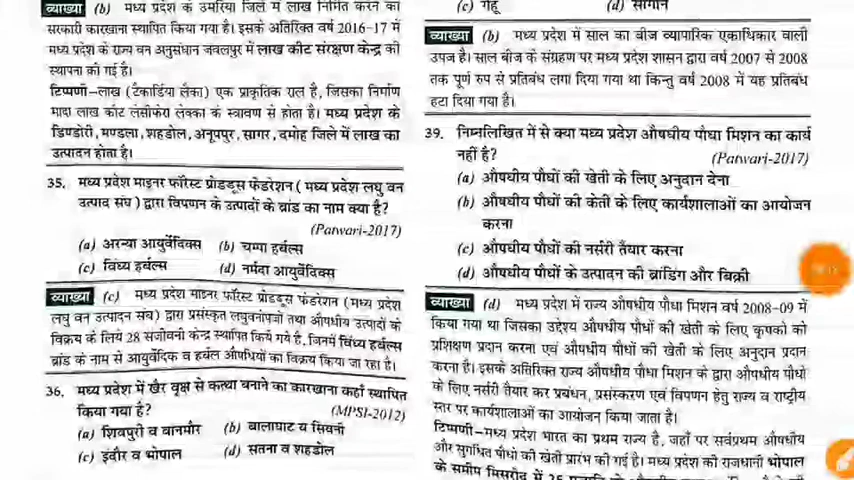 व्याख्या (b) मध्य प्रदेश के उमरिया जिले में लाख निर्मित करने का
सरकारी कारखाना स्थापित किया गया है। इसके अतिरिक्त वर्ष 2016-17 में
मध्य प्रदेश के राज्य वन अनुसंधान जबलपुर में लाख कीट संरक्षण केन्द्र की
स्थापना की गई है।
टिप्पणी-लाख (टैकार्डिया लैका) एक प्राकृतिक राल है, जिसका निर्माण
मादा लाख कीट लैसीफेरा लक्का के स्त्रावण से होता है। मध्य प्रदेश के
डिण्डोरी, मण्डला, शहडोल, अनूपपुर, सागर, दमोह जिले में लाख का
उत्पादन होता है।
35. मध्य प्रदेश माइनर फॉरेस्ट प्रोड्यूस फेडरेशन ( मध्य प्रदेश लघु वन
उत्पाद संघ ) द्वारा विपणन के उत्पादों के ब्रांड का नाम क्या है?
(Patwari-2017)
(a) अरन्या आयुर्वेदिक्स (b) चम्पा हर्बल्स
(c) विंध्य हर्बल्स (d) नर्मदा आयुर्वेदिक्स
व्याख्या (c) मध्य प्रदेश माइनर फॉरेस्ट प्रोड्यूस फेडरेशन (मध्य प्रदेश
लघु वन उत्पादन संघ) द्वारा प्रसंस्कृत लघुवनोपजों तथा औषधीय उत्पादों के
विक्रय के लिये 28 सजीवनी केन्द्र स्थापित किये गये है, जिनमें विंध्य हर्बल्स
ब्रांड के नाम से आयुर्वेदिक व हर्बल औषधियों का विक्रय किया जा रहा है।
36. मध्य प्रदेश में खैर वृक्ष से कत्था बनाने का कारखाना कहाँ स्थापित
किया गया है? (MPSI-2012)
(a) शिवपुरी व बानमौर (b) बालाघाट व सिवनी
(c) इंदौर व भोपाल (d) सतना व शहडोल
(c) गेहूं (d) सागौन
व्याख्या (b) मध्य प्रदेश में साल का बीज व्यापारिक एकाधिकार वाली
उपज है। साल बीज के संग्रहण पर मध्य प्रदेश शासन द्वारा वर्ष 2007 से 2008
तक पूर्ण रुप से प्रतिबंध लगा दिया गया था किन्तु वर्ष 2008 में यह प्रतिबंध
हटा दिया गया है।
39. निम्नलिखित में से क्या मध्य प्रदेश औषधीय पौधा मिशन का कार्य
नहीं है? (Patwari-2017)
(a) औषधीय पौधों की खेती के लिए अनुदान देना
(b) औषधीय पौधों की केती के लिए कार्यशालाओं का आयोजन
करना
(c) औषधीय पौधों की नर्सरी तैयार करना
(d) औषधीय पौधों के उत्पादन की ब्रांडिंग और बिक्री
व्याख्या (d) मध्य प्रदेश में राज्य औषधीय पौधा मिशन वर्ष 2008-09 में
किया गया था जिसका उद्देश्य औषधीय पौधों की खेती के लिए कृषको को
प्रशिक्षण प्रदान करना एवं औषधीय पौधों की खेती के लिए अनुदान प्रदान
करना है। इसके अतिरिक्त राज्य औषधीय पौधा मिशन के द्वारा औषधीय पौधो
के लिए नर्सरी तैयार कर प्रबंधन, प्रसंस्करण एवं विपणन हेतु राज्य व राष्ट्रीय
स्तर पर कार्यशालाओं का आयोजन किया जाता है।
टिप्पणी-मध्य प्रदेश भारत का प्रथम राज्य है, जहाँ पर सर्वप्रथम औषधीय
और सुगंधित पौधो की खेती प्रारंभ की गई है। मध्य प्रदेश की राजधानी भोपाल
के समीप मिसरोद में 25